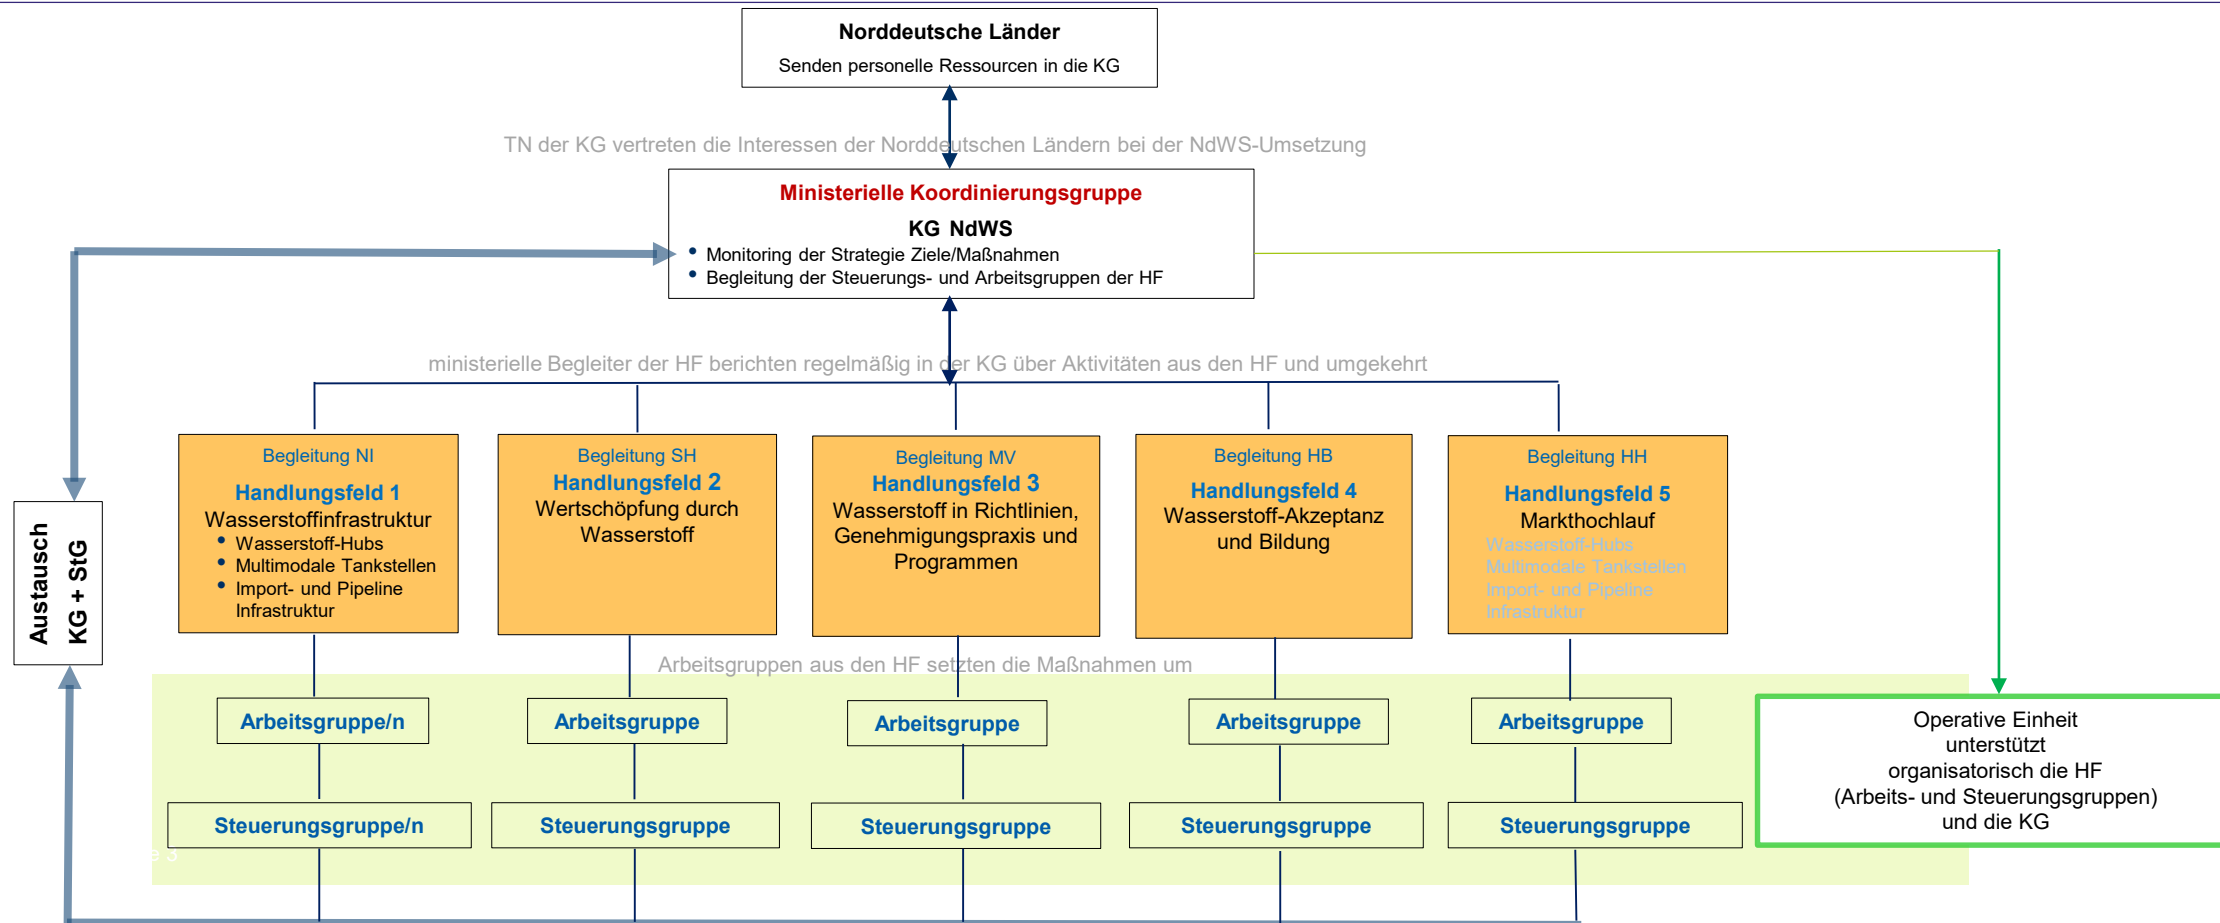 Norddeutsche Länder
Senden personelle Ressourcen in die KG
TN der KG vertreten die Interessen der Norddeutschen Ländern bei der NdWS-Umsetzung
Ministerielle Koordinierungsgruppe
KG NdWS
• Monitoring der Strategie Ziele/Maßnahmen
• Begleitung der Steuerungs- und Arbeitsgruppen der HF
ministerielle Begleiter der HF berichten regelmäßig in der KG über Aktivitäten aus den HF und umgekehrt
Austausch
KG + StG
Begleitung NI
Handlungsfeld 1
Wasserstoffinfrastruktur
• Wasserstoff-Hubs
• Multimodale Tankstellen
• Import- und Pipeline
Infrastruktur
Begleitung SH
Handlungsfeld 2
Wertschöpfung durch
Wasserstoff
Begleitung MV
Handlungsfeld 3
Wasserstoff in Richtlinien,
Genehmigungspraxis und
Programmen
Begleitung HB
Handlungsfeld 4
Wasserstoff-Akzeptanz
und Bildung
Begleitung HH
Handlungsfeld 5
Markthochlauf
Wasserstoff-Hubs
Multimodale Tankstellen
Import- und Pipeline
Infrastruktur
Arbeitsgruppen aus den HF setzten die Maßnahmen um
Arbeitsgruppe/n
Arbeitsgruppe
Arbeitsgruppe
Arbeitsgruppe
Arbeitsgruppe
Steuerungsgruppe/n
Steuerungsgruppe
Steuerungsgruppe
Steuerungsgruppe
Steuerungsgruppe
Operative Einheit
unterstützt
organisatorisch die HF
(Arbeits- und Steuerungsgruppen)
und die KG
e 3